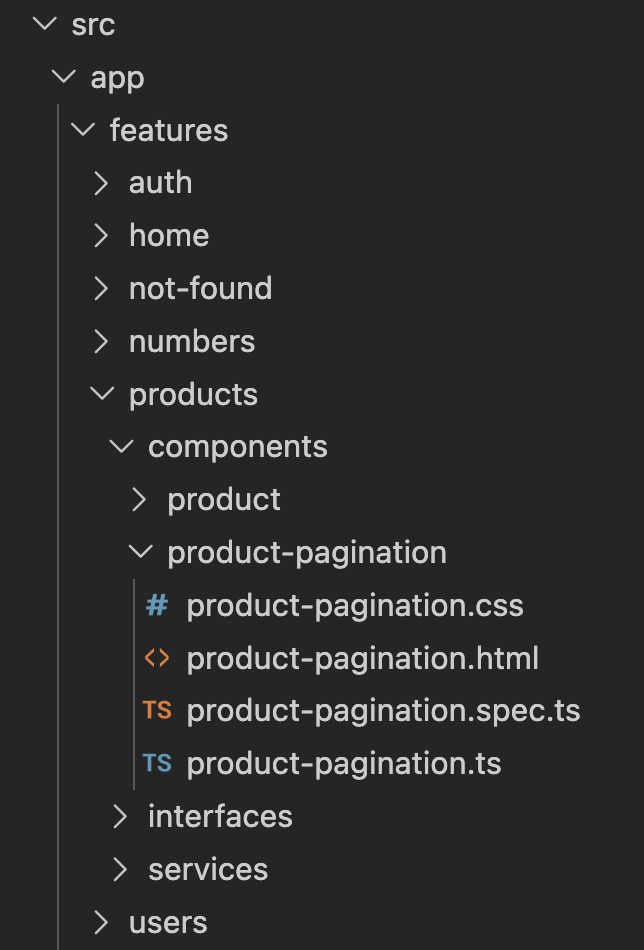 src
app
features
auth
home
not-found
numbers
products
components
product
product-pagination
# product-pagination.css
<> product-pagination.html
TS product-pagination.spec.ts
TS product-pagination.ts
interfaces
services
users